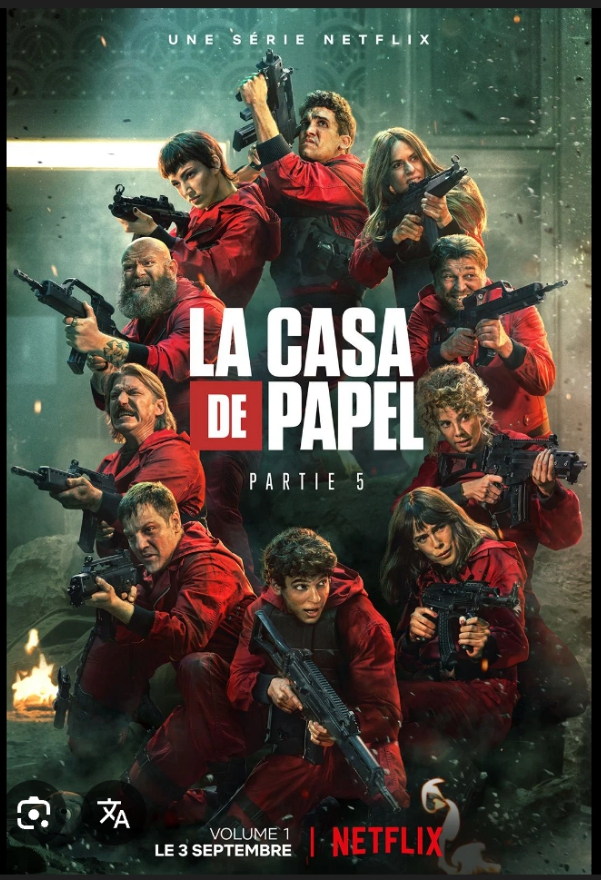 UNE SÉRIE NETFLIX
LA CASA
DE PAPEL
PARTIE 5
VOLUME 1
LE 3 SEPTEMBRE
NETFLIX